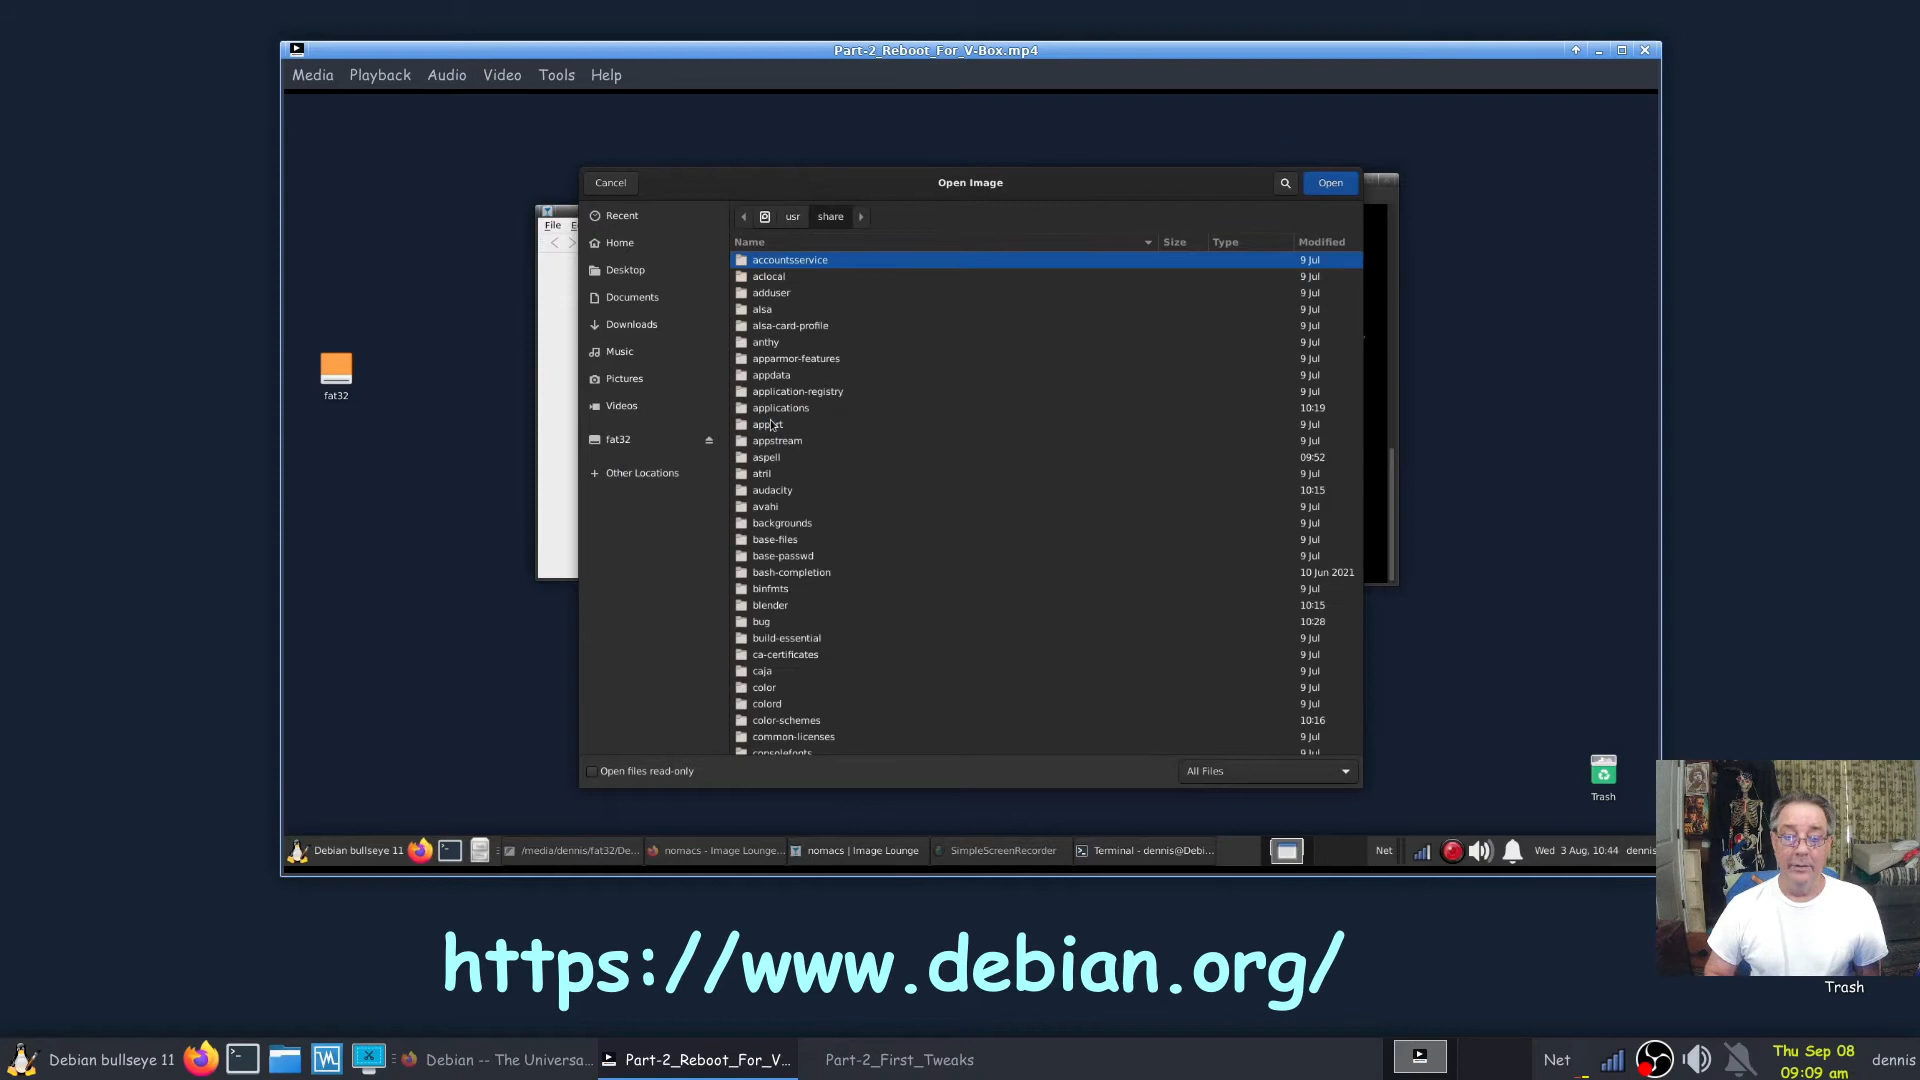 Part-2_Reboot_For_V-Box.mp4
Media Playback Audio Video Tools Help
Cancel Open Image Open
File
Recent
Home
Desktop
Documents
Downloads
Music
Pictures
Videos
fat32
Other Locations
usr share
Name Size Type Modified
accountsservice 9 Jul
aclocal 9 Jul
adduser 9 Jul
alsa 9 Jul
alsa-card-profile 9 Jul
anthy 9 Jul
apparmor-features 9 Jul
appdata 9 Jul
application-registry 9 Jul
applications 10:19
9 Jul
appstream 9 Jul
aspell 09:52
atril 9 Jul
audacity 10:15
avahi 9 Jul
backgrounds 9 Jul
base-files 9 Jul
base-passwd 9 Jul
bash-completion 10 Jun 2021
binfmts 9 Jul
blender 10:15
bug 10:28
build-essential 9 Jul
ca-certificates 9 Jul
caja 9 Jul
color 9 Jul
colord 9 Jul
color-schemes 10:16
common-licenses 9 Jul
consolefonts 9 Jul
Open files read-only All Files
fat32
Trash
Debian bullseye 11 /media/dennis/fat32/De... nomacs - Image Lounge... nomacs | Image Lounge SimpleScreenRecorder Terminal - dennis@Debi... Net Wed 3 Aug, 10:44 dennis
https://www.debian.org/
Trash
Debian bullseye 11 Debian -- The Universa... Part-2_Reboot_For_V... Part-2_First_Tweaks Net Thu Sep 08 dennis
09:09 am